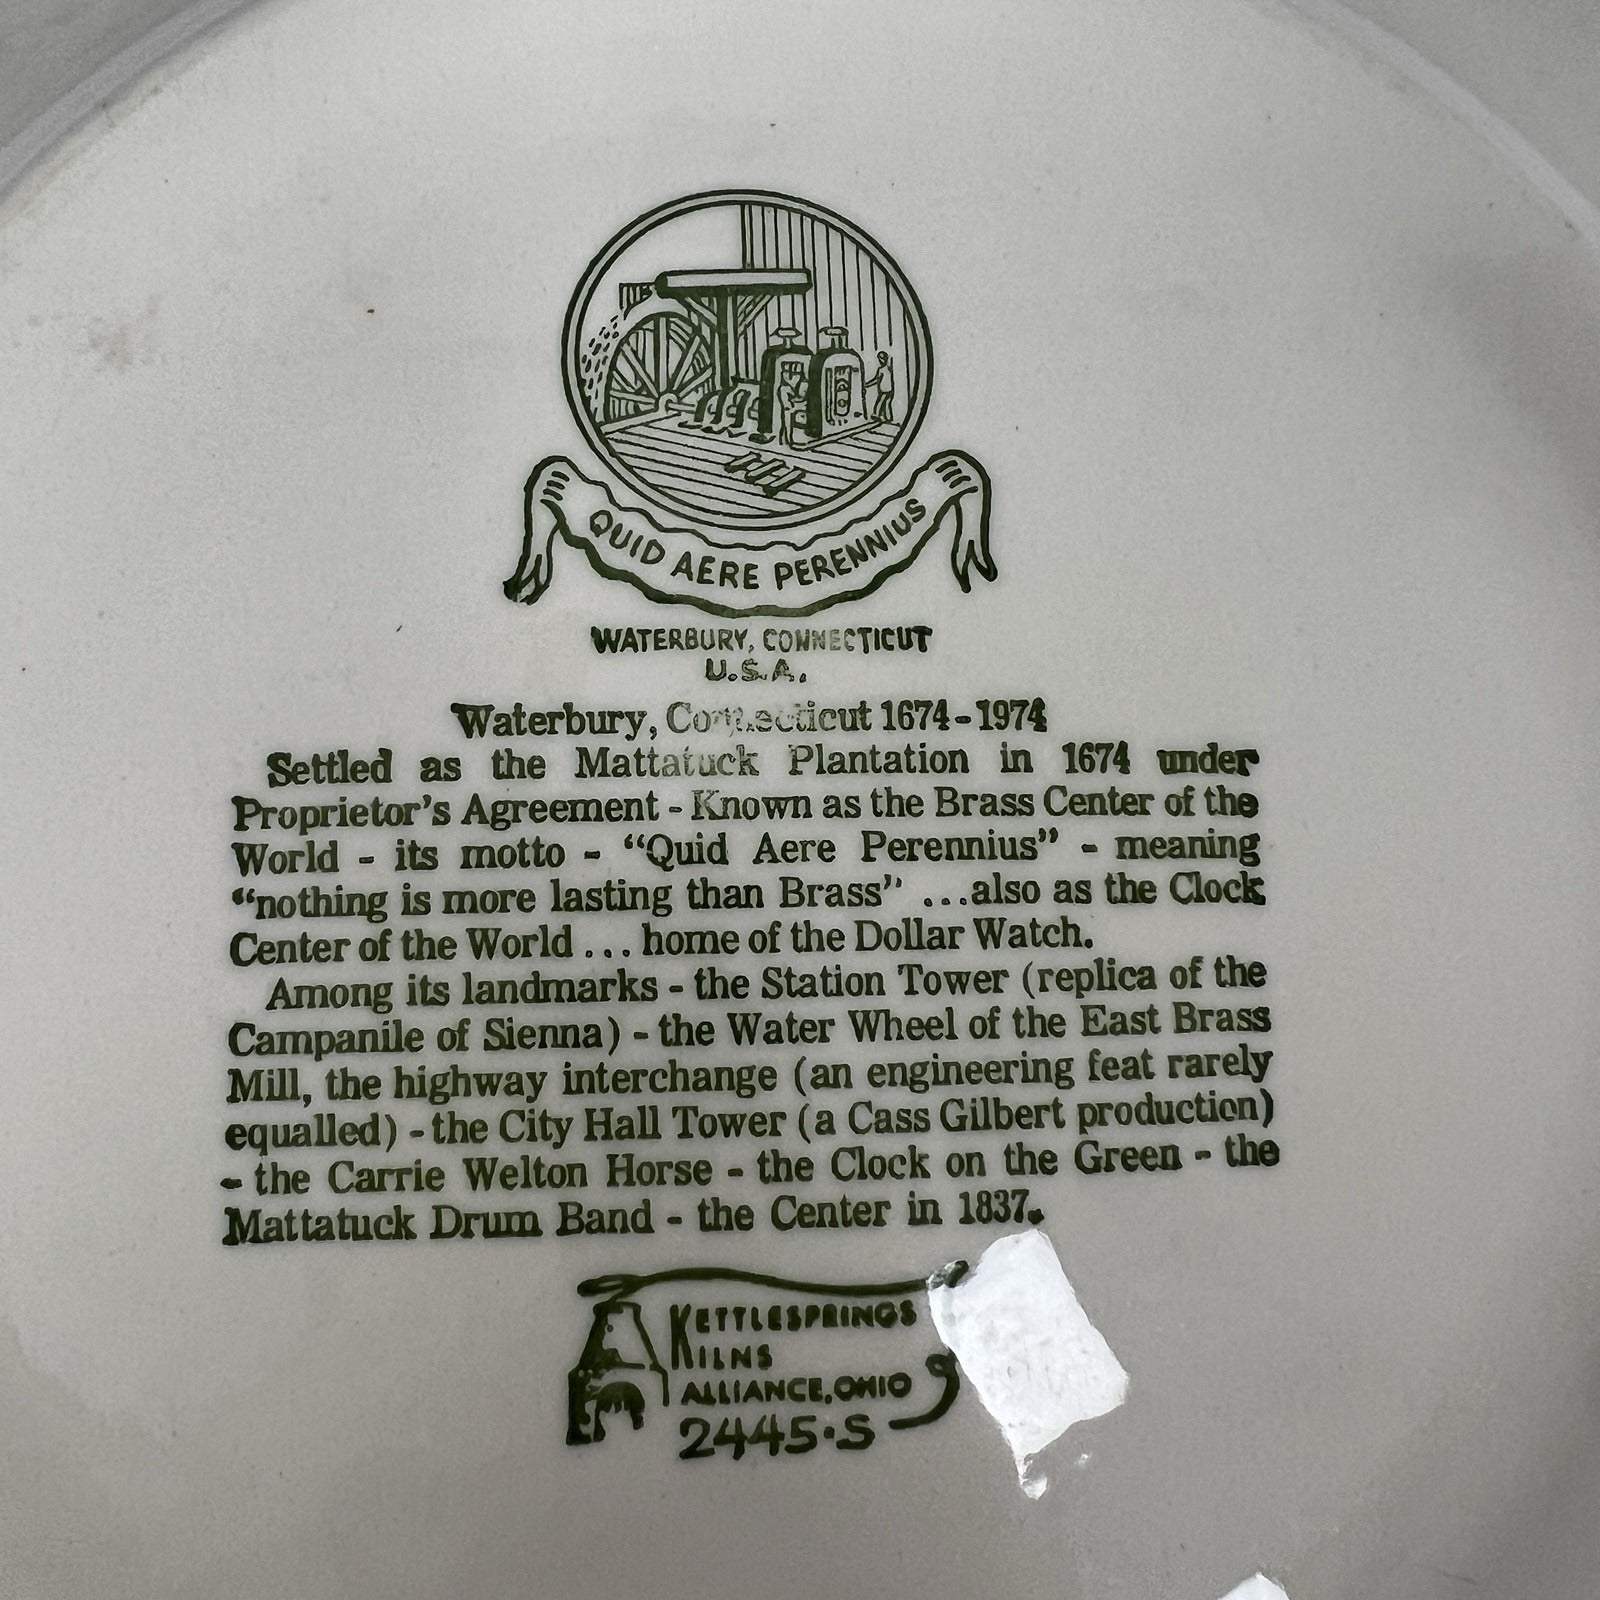 QUID AERE PERENNIUS
WATERBURY, CONNECTICUT
U.S.A.
Waterbury, Connecticut 1674-1974
Settled as the Mattatuck Plantation in 1674 under
Proprietor's Agreement - Known as the Brass Center of the
World - its motto - “Quid Aere Perennius” - meaning
“nothing is more lasting than Brass” ...also as the Clock
Center of the World ... home of the Dollar Watch.
Among its landmarks - the Station Tower (replica of the
Campanile of Sienna) - the Water Wheel of the East Brass
Mill, the highway interchange (an engineering feat rarely
equalled) - the City Hall Tower (a Cass Gilbert production)
- the Carrie Welton Horse - the Clock on the Green - the
Mattatuck Drum Band - the Center in 1837.
KETTLESPRINGS
KILNS
ALLIANCE, OHIO
2445·S